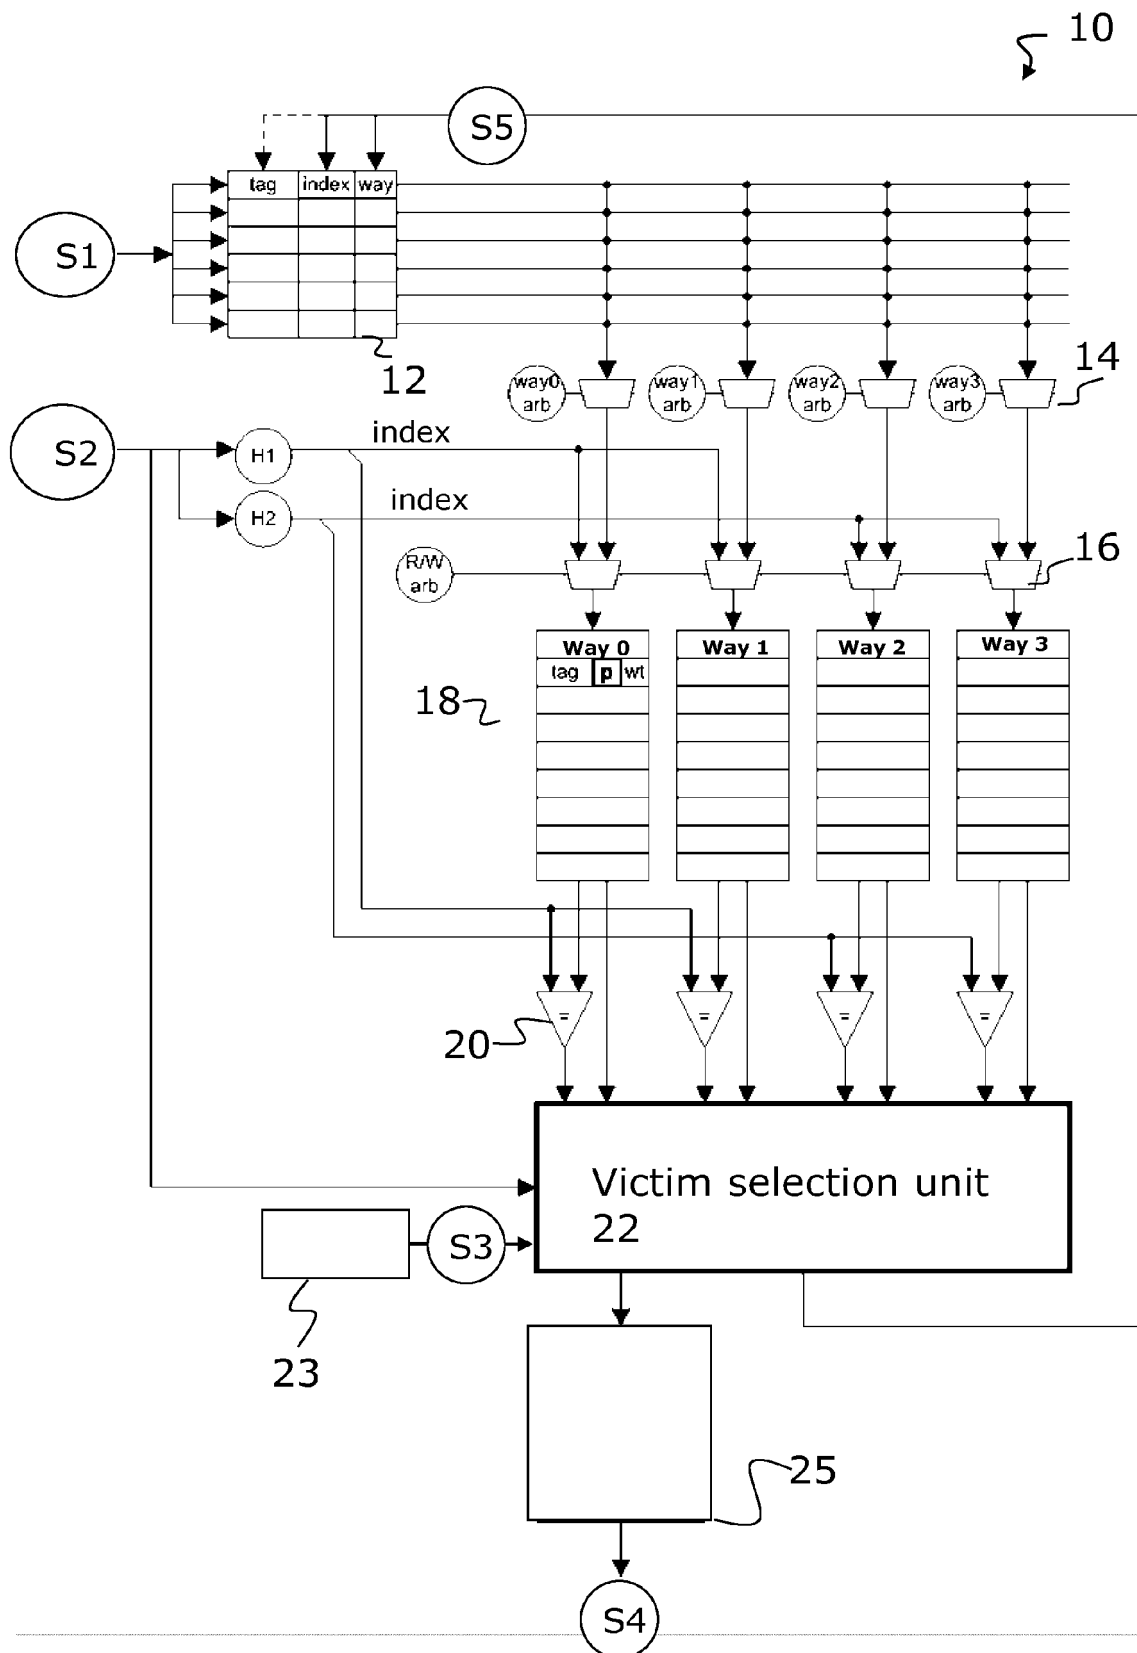 10
S5
tag index way
S1
12
14
way0 arb
way1 arb
way2 arb
way3 arb
S2
H1
index
H2
index
R/W arb
16
Way 0
Way 1
Way 2
Way 3
tag p wt
18
=
=
=
=
20
Victim selection unit
22
S3
23
25
S4